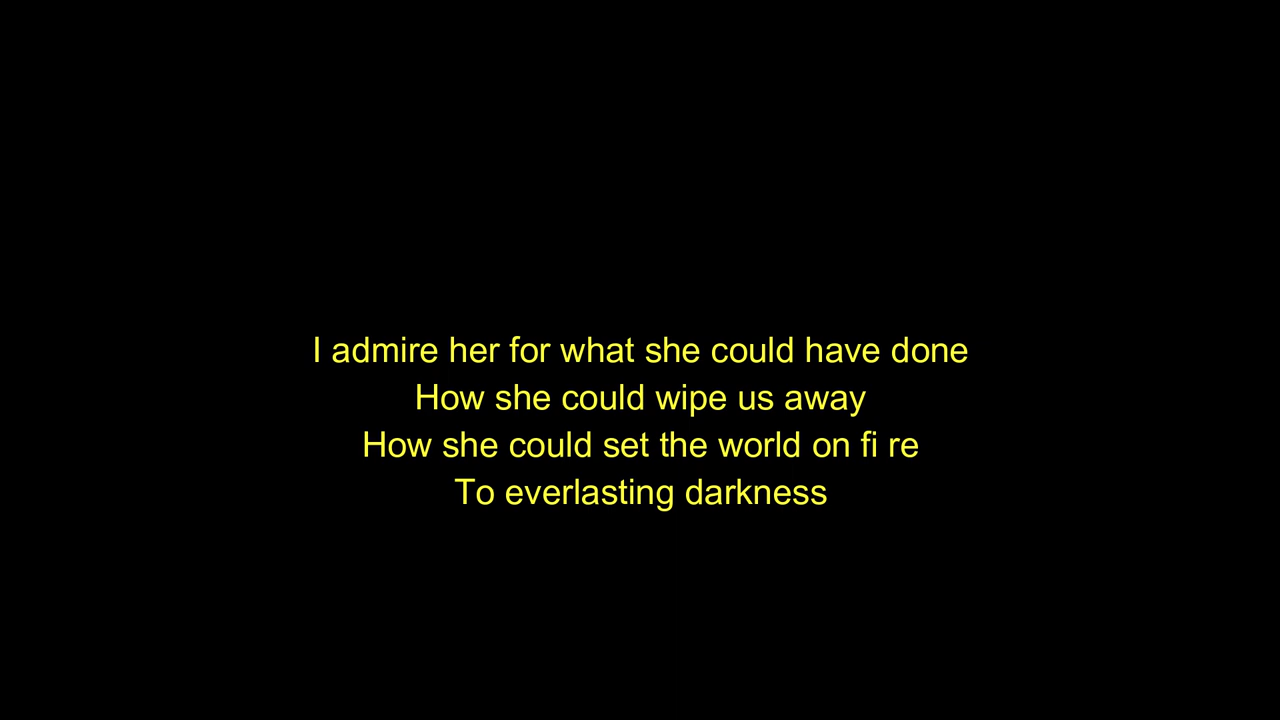 I admire her for what she could have done
How she could wipe us away
How she could set the world on fi re
To everlasting darkness